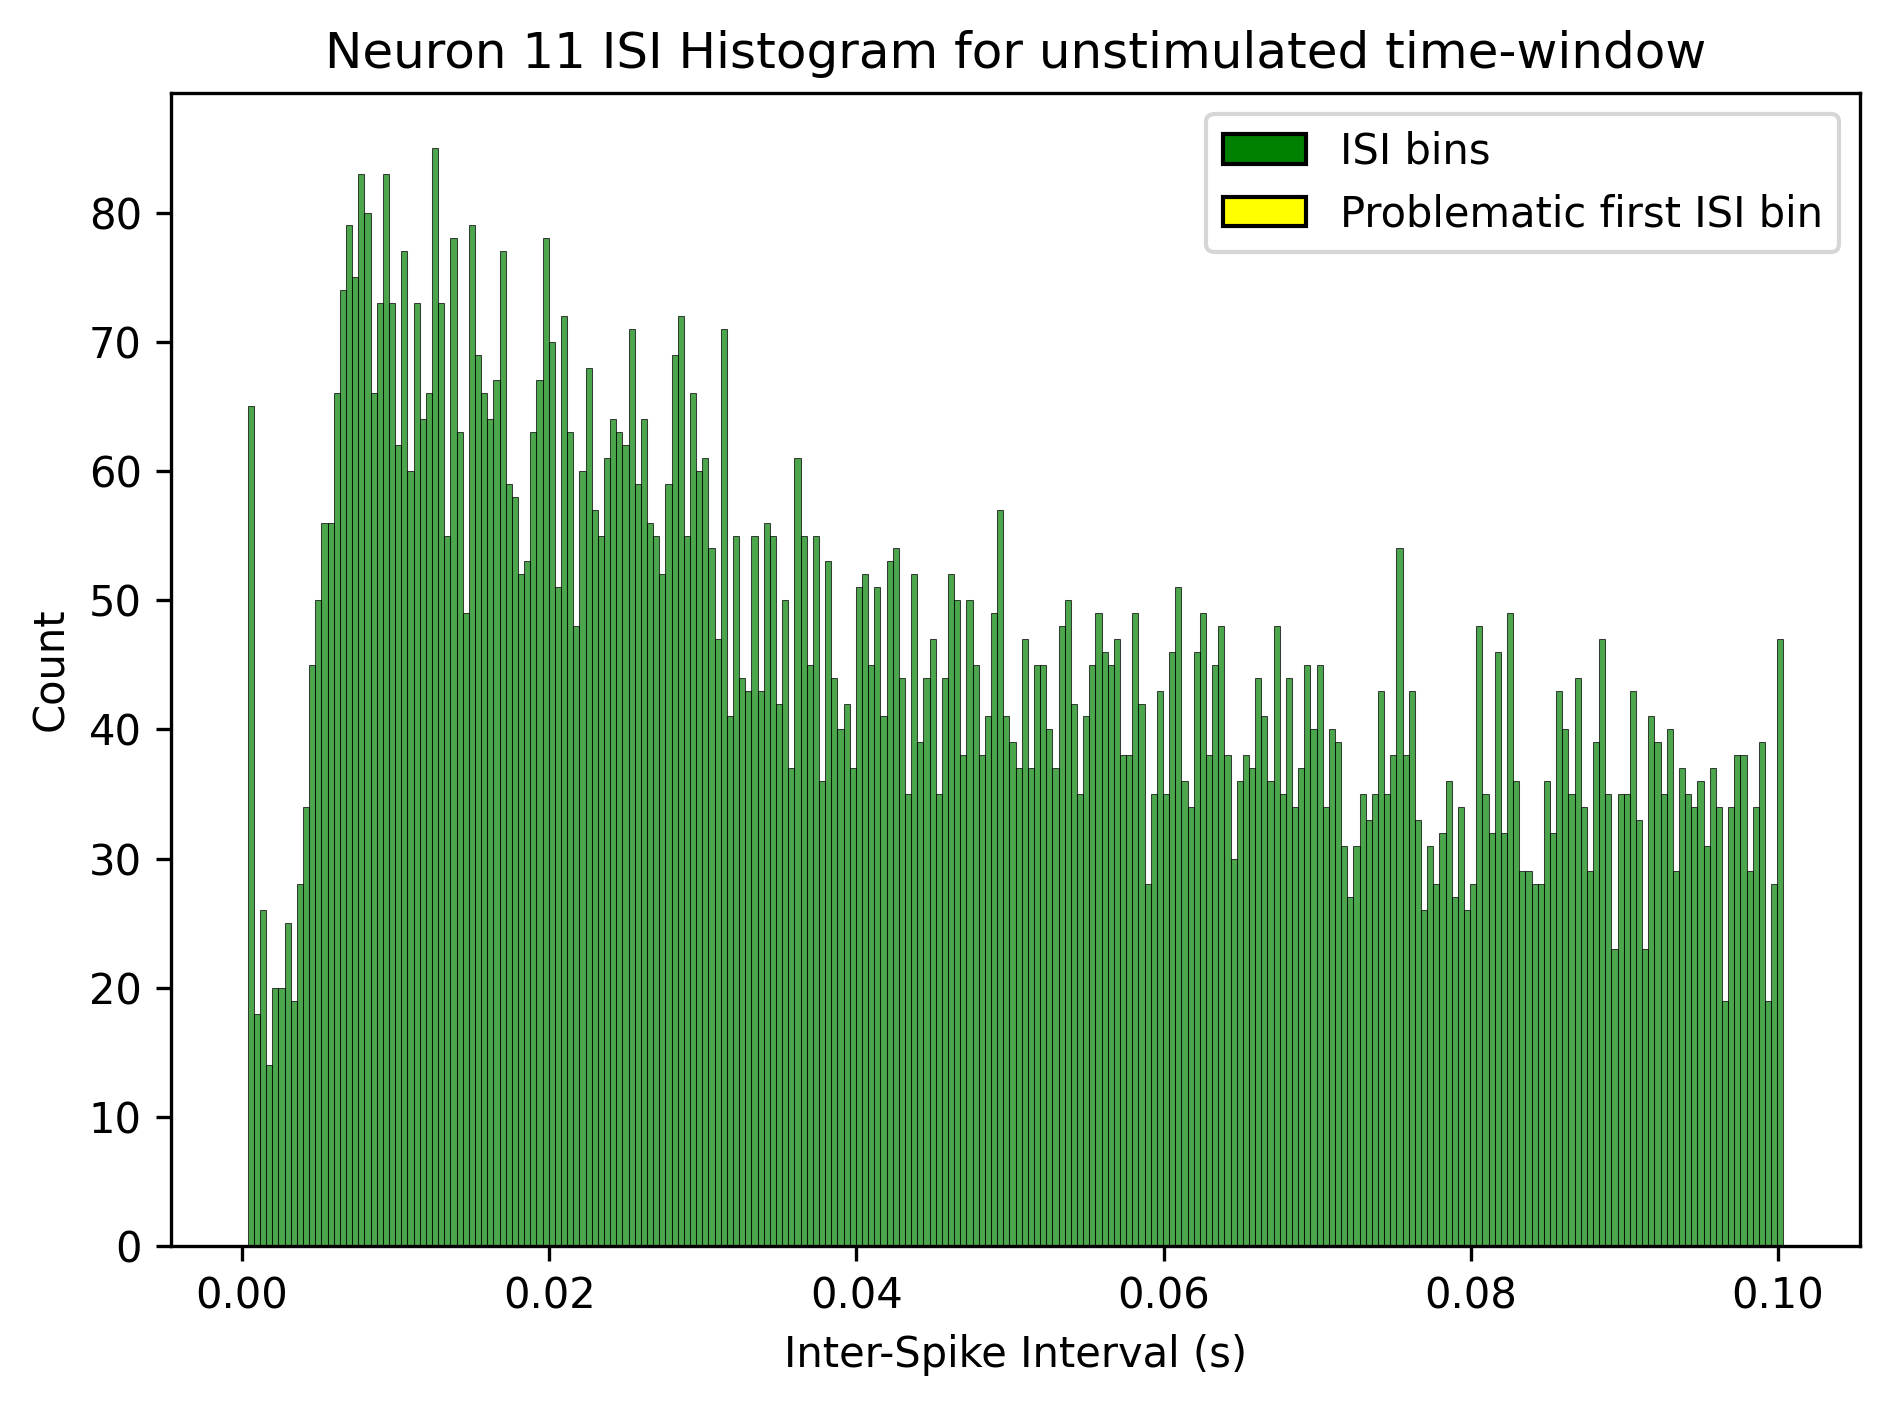 Neuron 11 ISI Histogram for unstimulated time-window
ISI bins
Problematic first ISI bin
Count
80
70
60
50
40
30
20
10
0
0.00 0.02 0.04 0.06 0.08 0.10
Inter-Spike Interval (s)